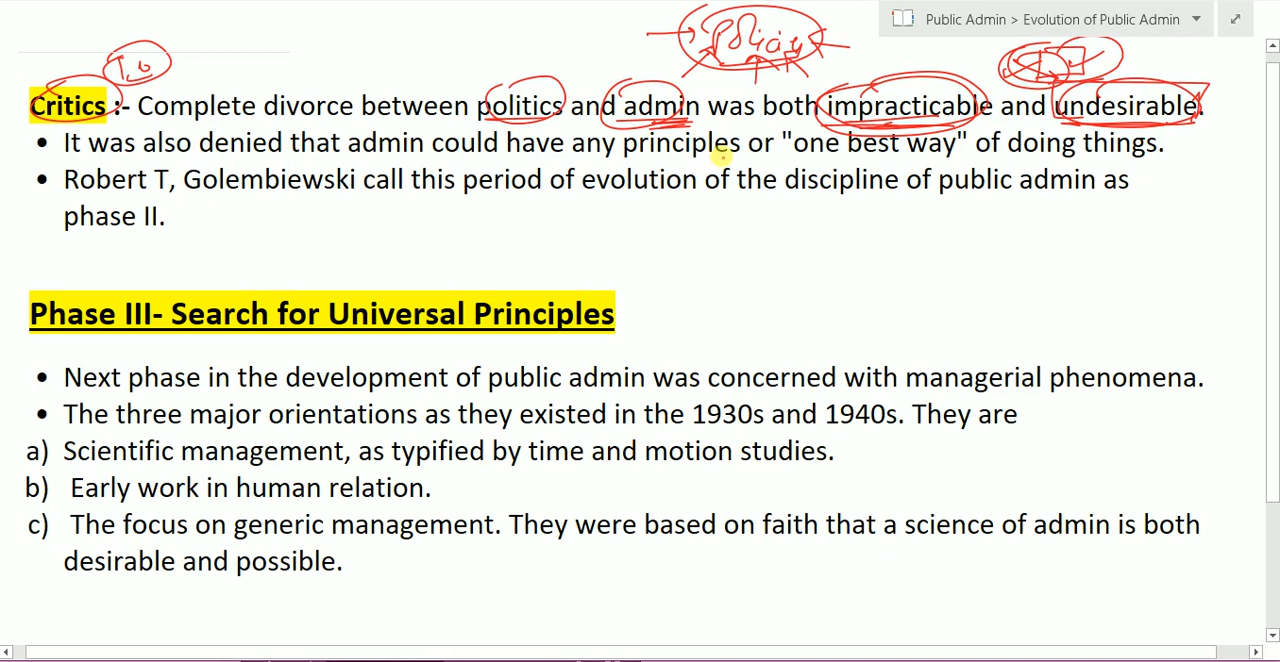 Public Admin > Evolution of Public Admin
Policy
Critics :- Complete divorce between politics and admin was both impracticable and undesirable.
• It was also denied that admin could have any principles or "one best way" of doing things.
• Robert T, Golembiewski call this period of evolution of the discipline of public admin as
phase II.
Phase III- Search for Universal Principles
• Next phase in the development of public admin was concerned with managerial phenomena.
• The three major orientations as they existed in the 1930s and 1940s. They are
a) Scientific management, as typified by time and motion studies.
b) Early work in human relation.
c) The focus on generic management. They were based on faith that a science of admin is both
desirable and possible.